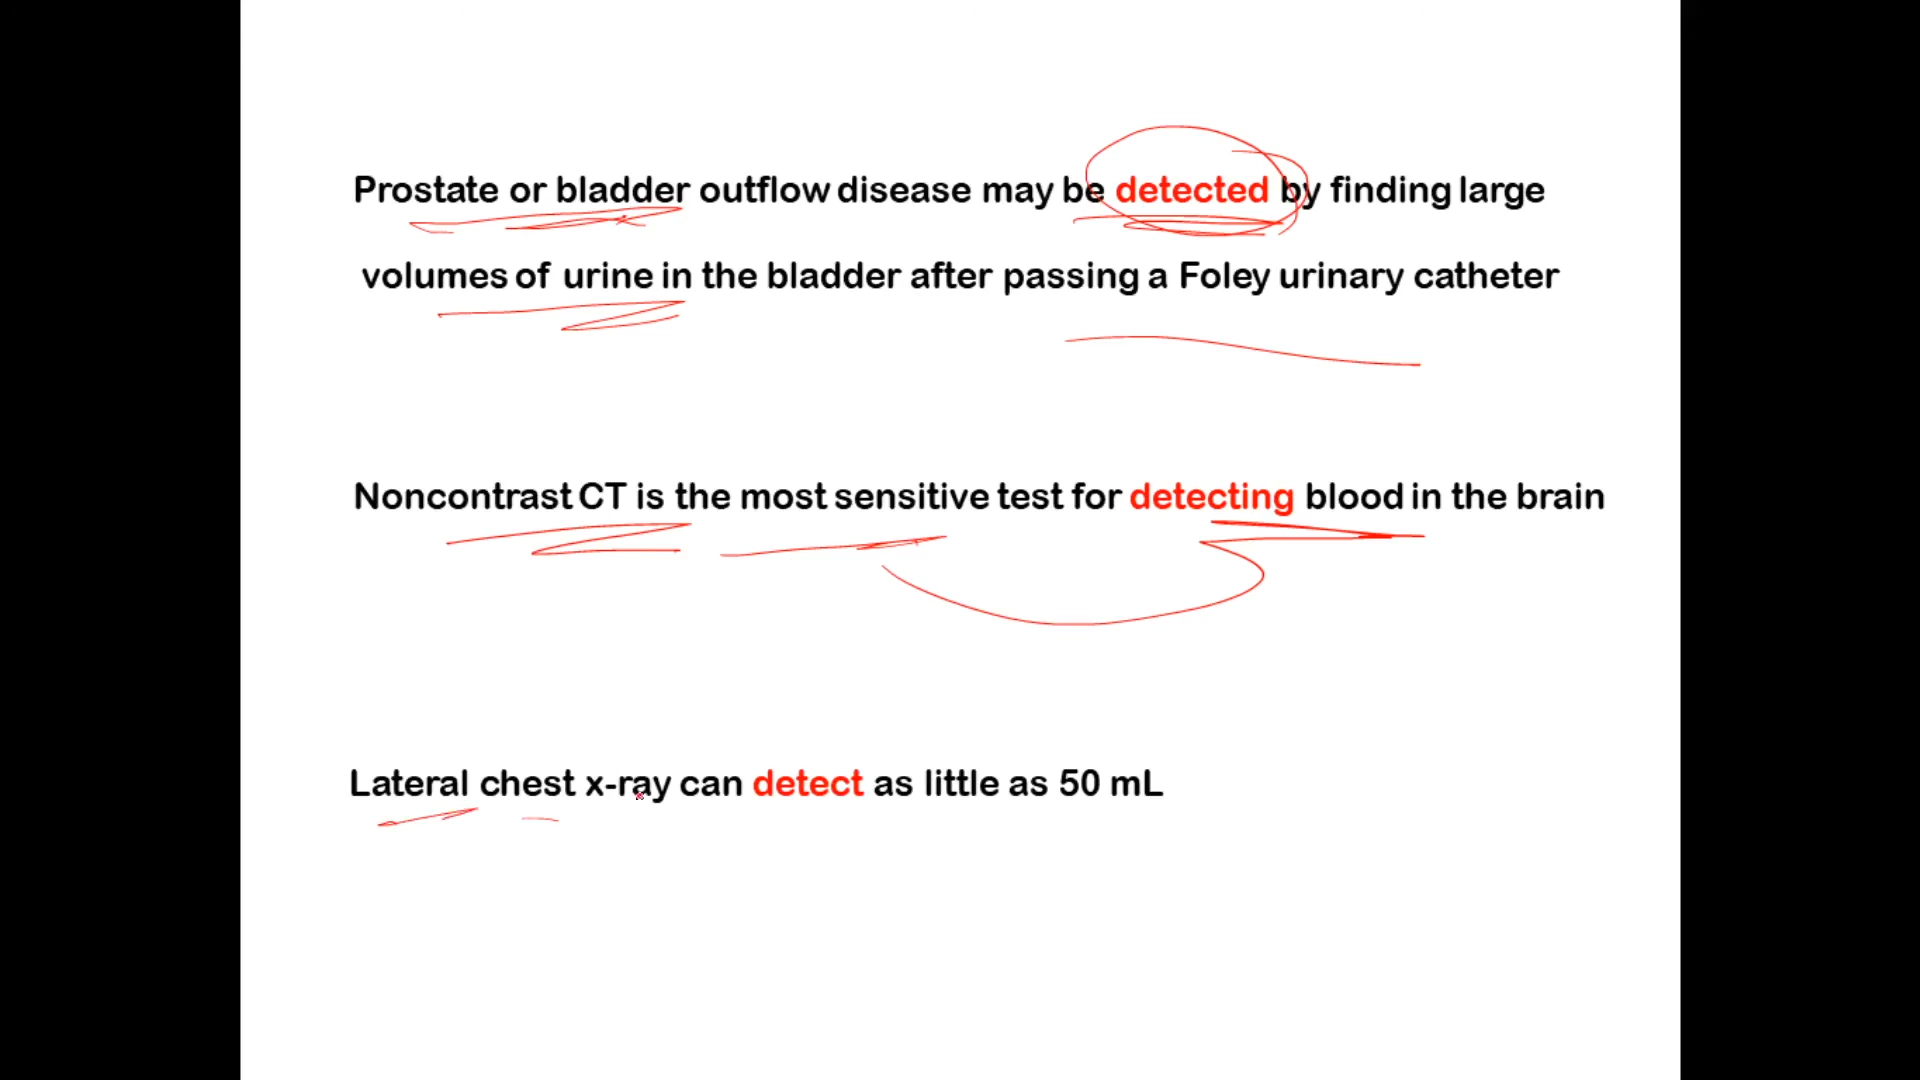 Prostate or bladder outflow disease may be detected by finding large
volumes of urine in the bladder after passing a Foley urinary catheter
Noncontrast CT is the most sensitive test for detecting blood in the brain
Lateral chest x-ray can detect as little as 50 mL